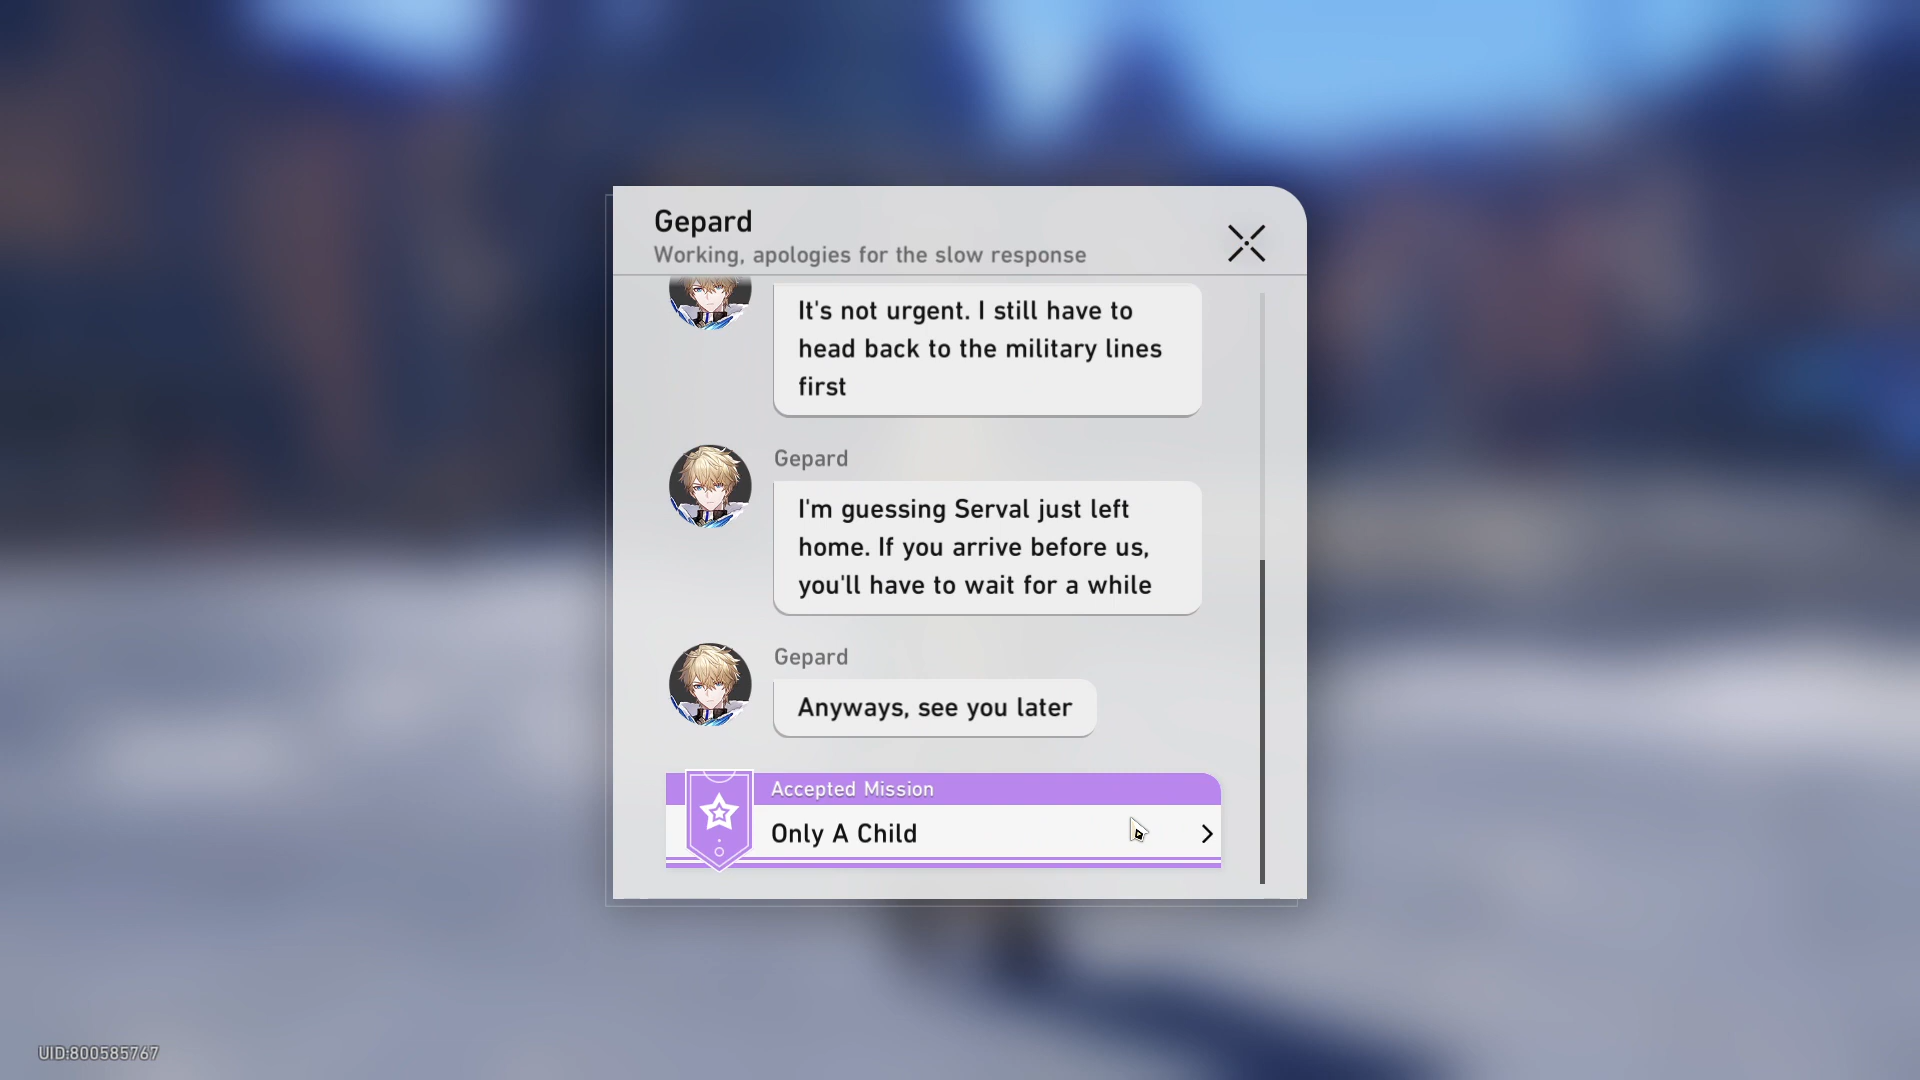 Gepard
Working, apologies for the slow response
It's not urgent. I still have to
head back to the military lines
first
Gepard
I'm guessing Serval just left
home. If you arrive before us,
you'll have to wait for a while
Gepard
Anyways, see you later
Accepted Mission
Only A Child
UID:800585767